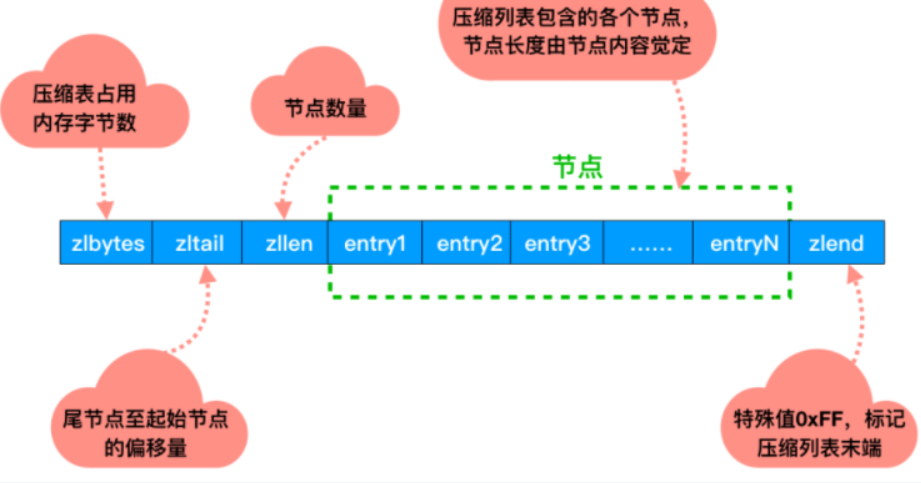 压缩列表包含的各个节点，
节点长度由节点内容觉定
压缩表占用
内存字节数
节点数量
节点
zlbytes
zltail
zllen
entry1
entry2
entry3
……
entryN
zlend
尾节点至起始节点
的偏移量
特殊值0xFF，标记
压缩列表末端